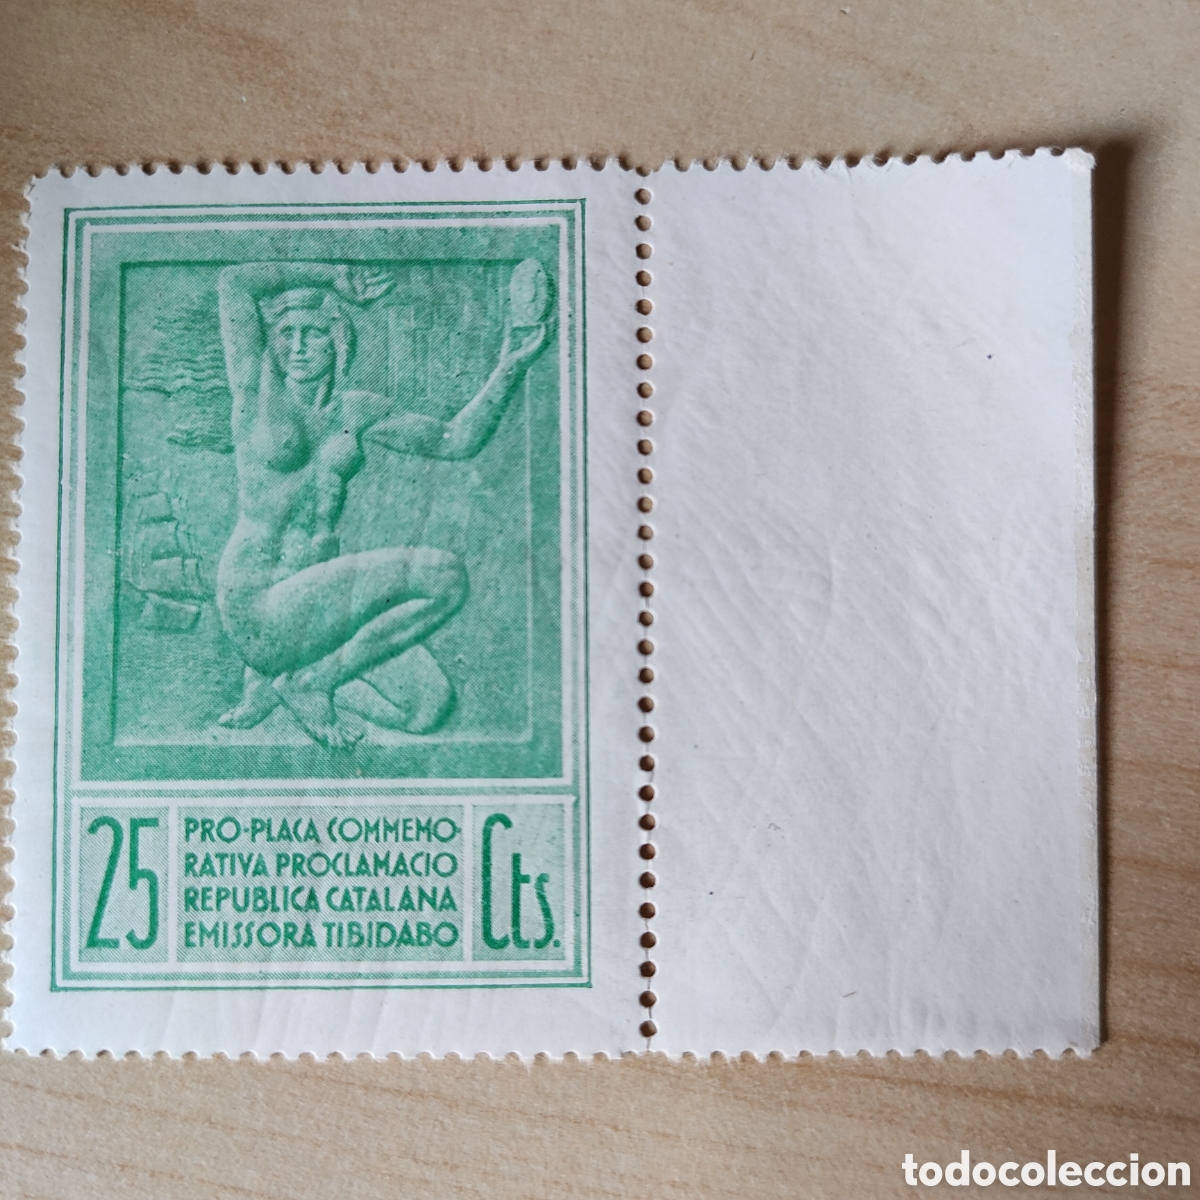 25
PRO-PLACA COMMEMO-
RATIVA PROCLAMACIO
REPUBLICA CATALANA
EMISSORA TIBIDABO
Cts.
todocoleccion